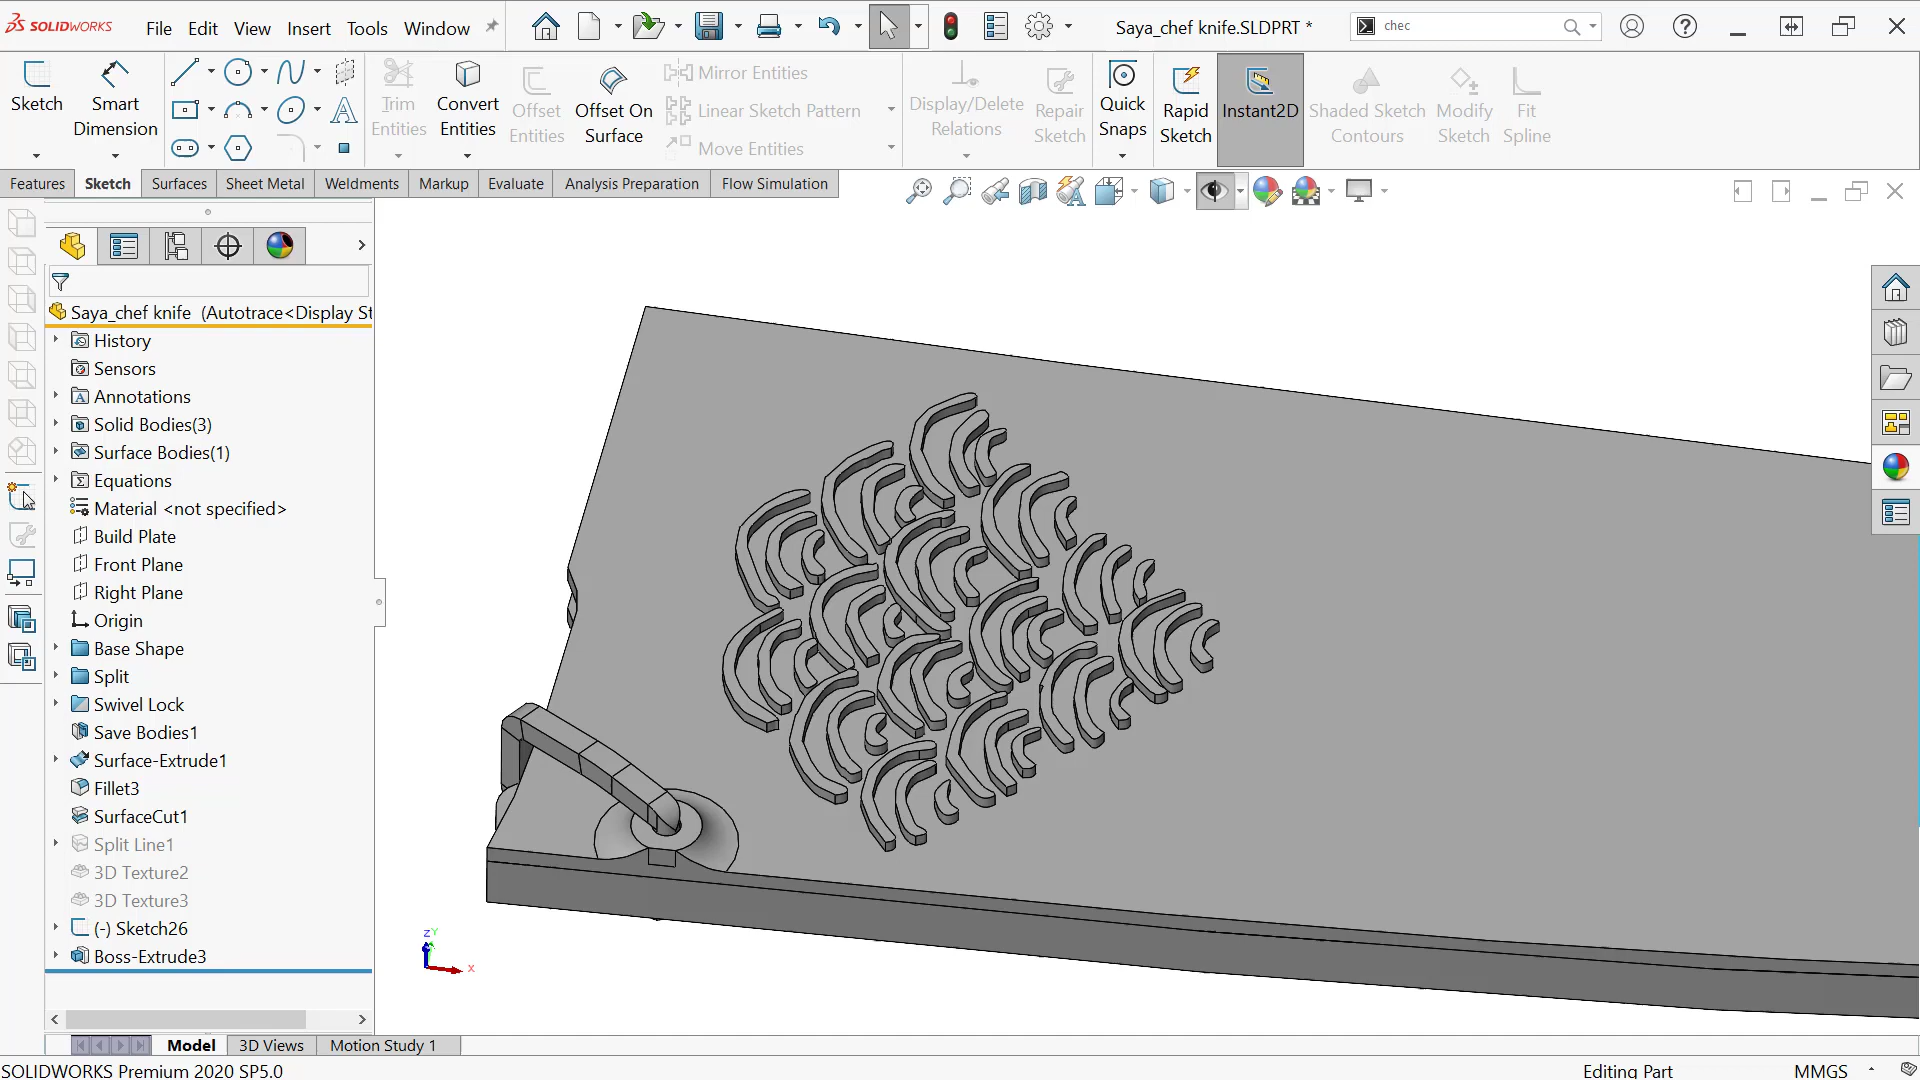 SOLIDWORKS
File
Edit
View
Insert
Tools
Window
Saya_chef knife.SLDPRT *
chec
Sketch
Smart
Dimension
Trim
Entities
Convert
Entities
Offset
Entities
Offset On
Surface
Mirror Entities
Linear Sketch Pattern
Move Entities
Display/Delete
Relations
Repair
Sketch
Quick
Snaps
Rapid
Sketch
Instant2D
Shaded Sketch
Contours
Modify
Sketch
Fit
Spline
Features
Sketch
Surfaces
Sheet Metal
Weldments
Markup
Evaluate
Analysis Preparation
Flow Simulation
Saya_chef knife (Autotrace<Display St
History
Sensors
Annotations
Solid Bodies(3)
Surface Bodies(1)
Equations
Material <not specified>
Build Plate
Front Plane
Right Plane
Origin
Base Shape
Split
Swivel Lock
Save Bodies1
Surface-Extrude1
Fillet3
SurfaceCut1
Split Line1
3D Texture2
3D Texture3
(-) Sketch26
Boss-Extrude3
Z
Y
X
Model
3D Views
Motion Study 1
SOLIDWORKS Premium 2020 SP5.0
Editing Part
MMGS